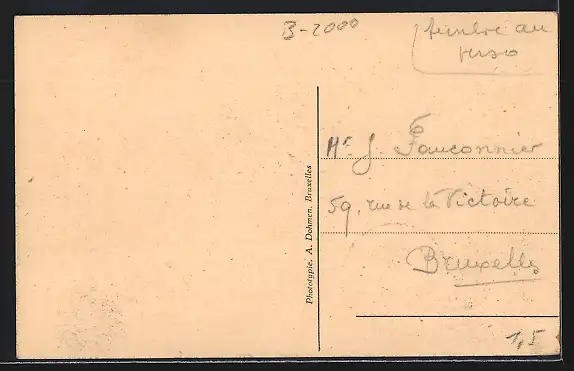 B-2000
timbre au
verso
Mr J. Fauconnier
59, rue de la Victoire
Bruxelles
Phototypie. A. Dohmen. Bruxelles
1,5